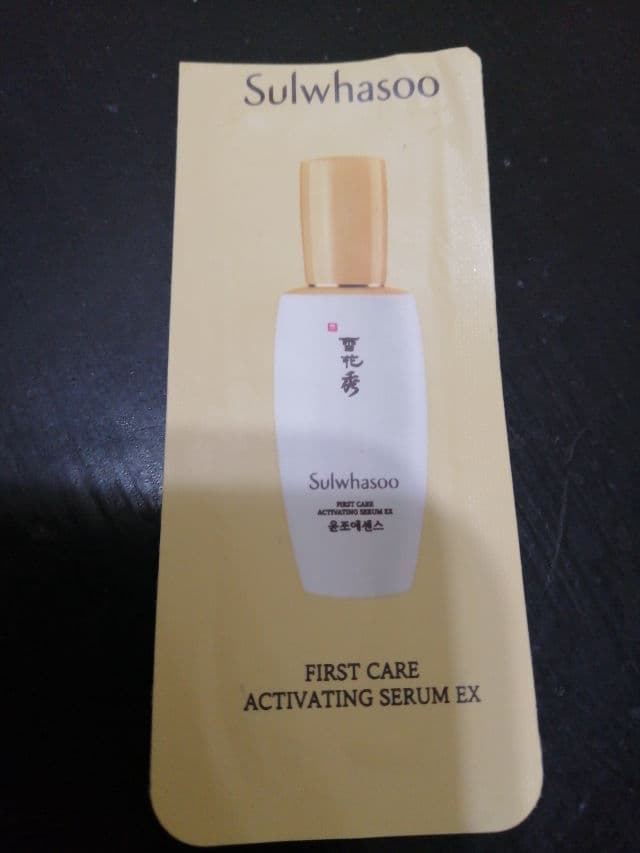 Sulwhasoo
雪花秀
Sulwhasoo
FIRST CARE
ACTIVATING SERUM EX
윤조에센스
FIRST CARE
ACTIVATING SERUM EX